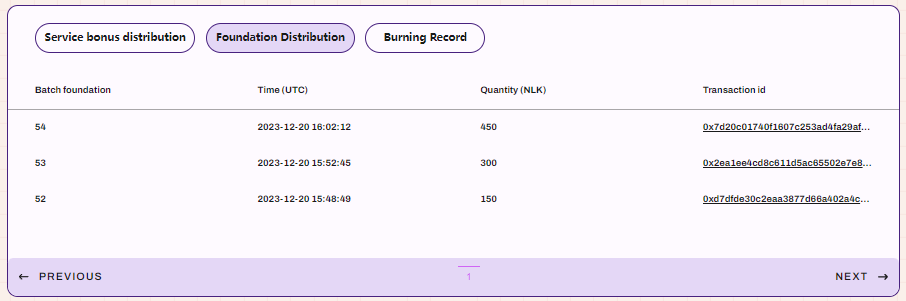 Service bonus distribution Foundation Distribution Burning Record
Batch foundation Time (UTC) Quantity (NLK) Transaction id
54 2023-12-20 16:02:12 450 0x7d20c01740f1607c253ad4fa29af...
53 2023-12-20 15:52:45 300 0x2ea1ee4cd8c611d5ac65502e7e8...
52 2023-12-20 15:48:49 150 0xd7dfde30c2eaa3877d66a402a4c...
← PREVIOUS 1 NEXT →